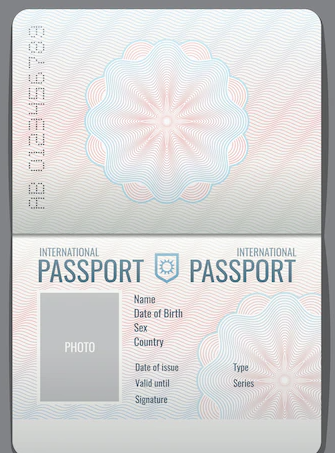 AB 0123456789
INTERNATIONAL
PASSPORT
INTERNATIONAL
PASSPORT
PHOTO
Name
Date of Birth
Sex
Country
Date of issue
Type
Valid until
Series
Signature